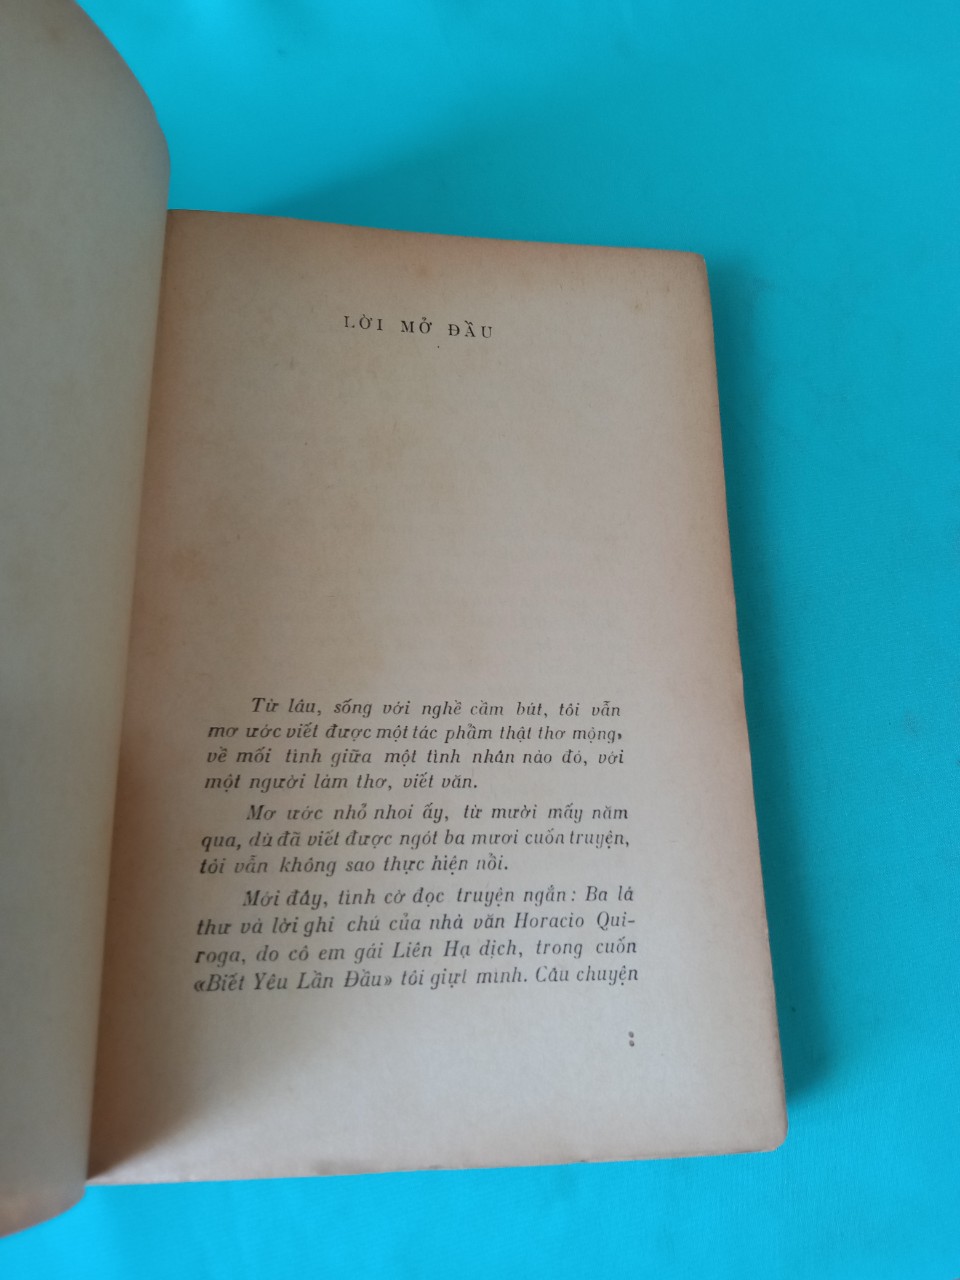 LỜI MỞ ĐẦU
Từ lâu, sống với nghề cầm bút, tôi vẫn
mơ ước viết được một tác phẩm thật thơ mộng,
về mối tình giữa một tình nhân nào đó, với
một người làm thơ, viết văn.
Mơ ước nhỏ nhoi ấy, từ mười mấy năm
qua, dù đã viết được ngót ba mươi cuốn truyện,
tôi vẫn không sao thực hiện nồi.
Mới đây, tình cờ đọc truyện ngắn : Ba lá
thư và lời ghi chú của nhà văn Horacio Qui-
roga, do cô em gái Liên Hạ dịch, trong cuốn
«Biết Yêu Lần Đầu» tôi giựt mình. Câu chuyện